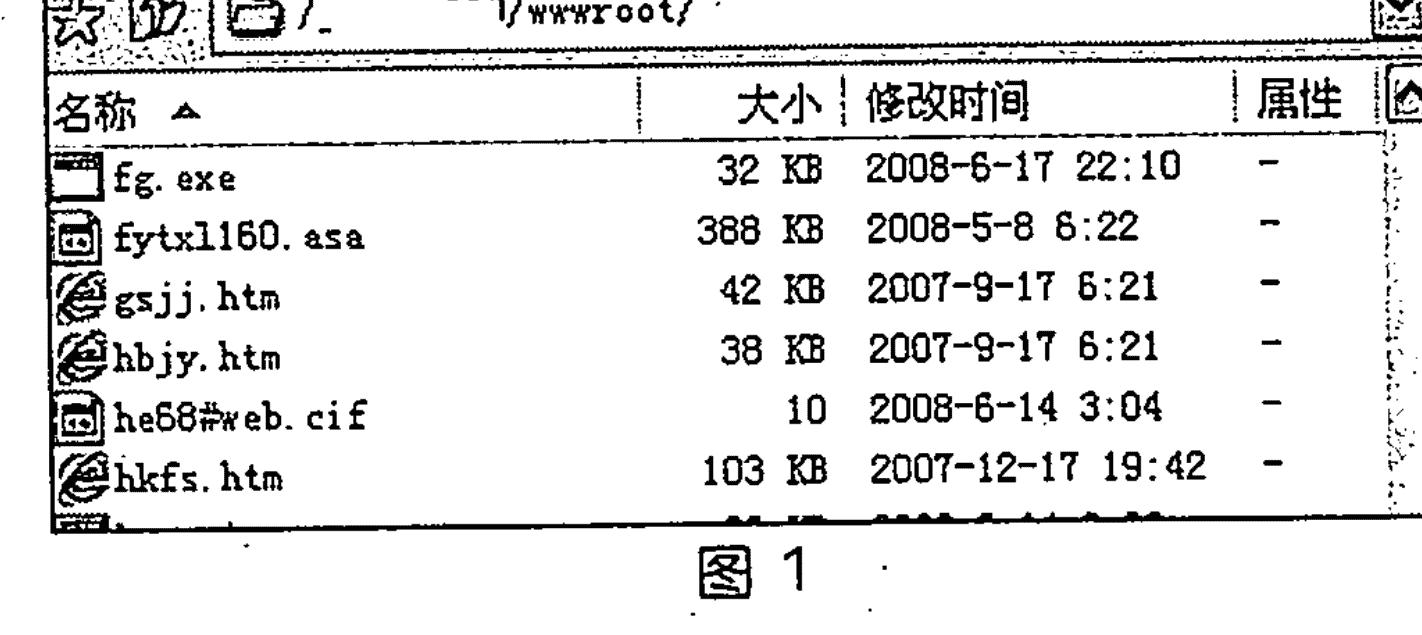 /wwwroot/
名称 大小 修改时间 属性
fg.exe 32 KB 2008-6-17 22:10 -
fytxl160.asa 388 KB 2008-5-8 6:22 -
gsjj.htm 42 KB 2007-9-17 6:21 -
hbjy.htm 38 KB 2007-9-17 6:21 -
he68#web.cif 10 2008-6-14 3:04 -
hkfs.htm 103 KB 2007-12-17 19:42 -
图 1